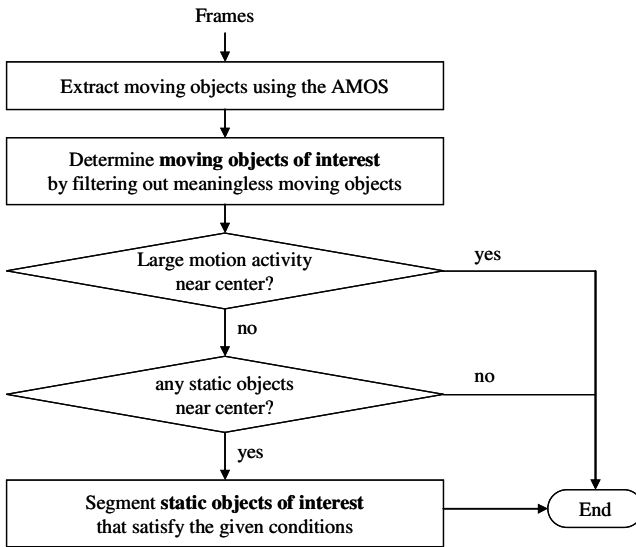 Frames
Extract moving objects using the AMOS
Determine moving objects of interest
by filtering out meaningless moving objects
Large motion activity
near center?
yes
no
any static objects
near center?
no
yes
Segment static objects of interest
that satisfy the given conditions
End